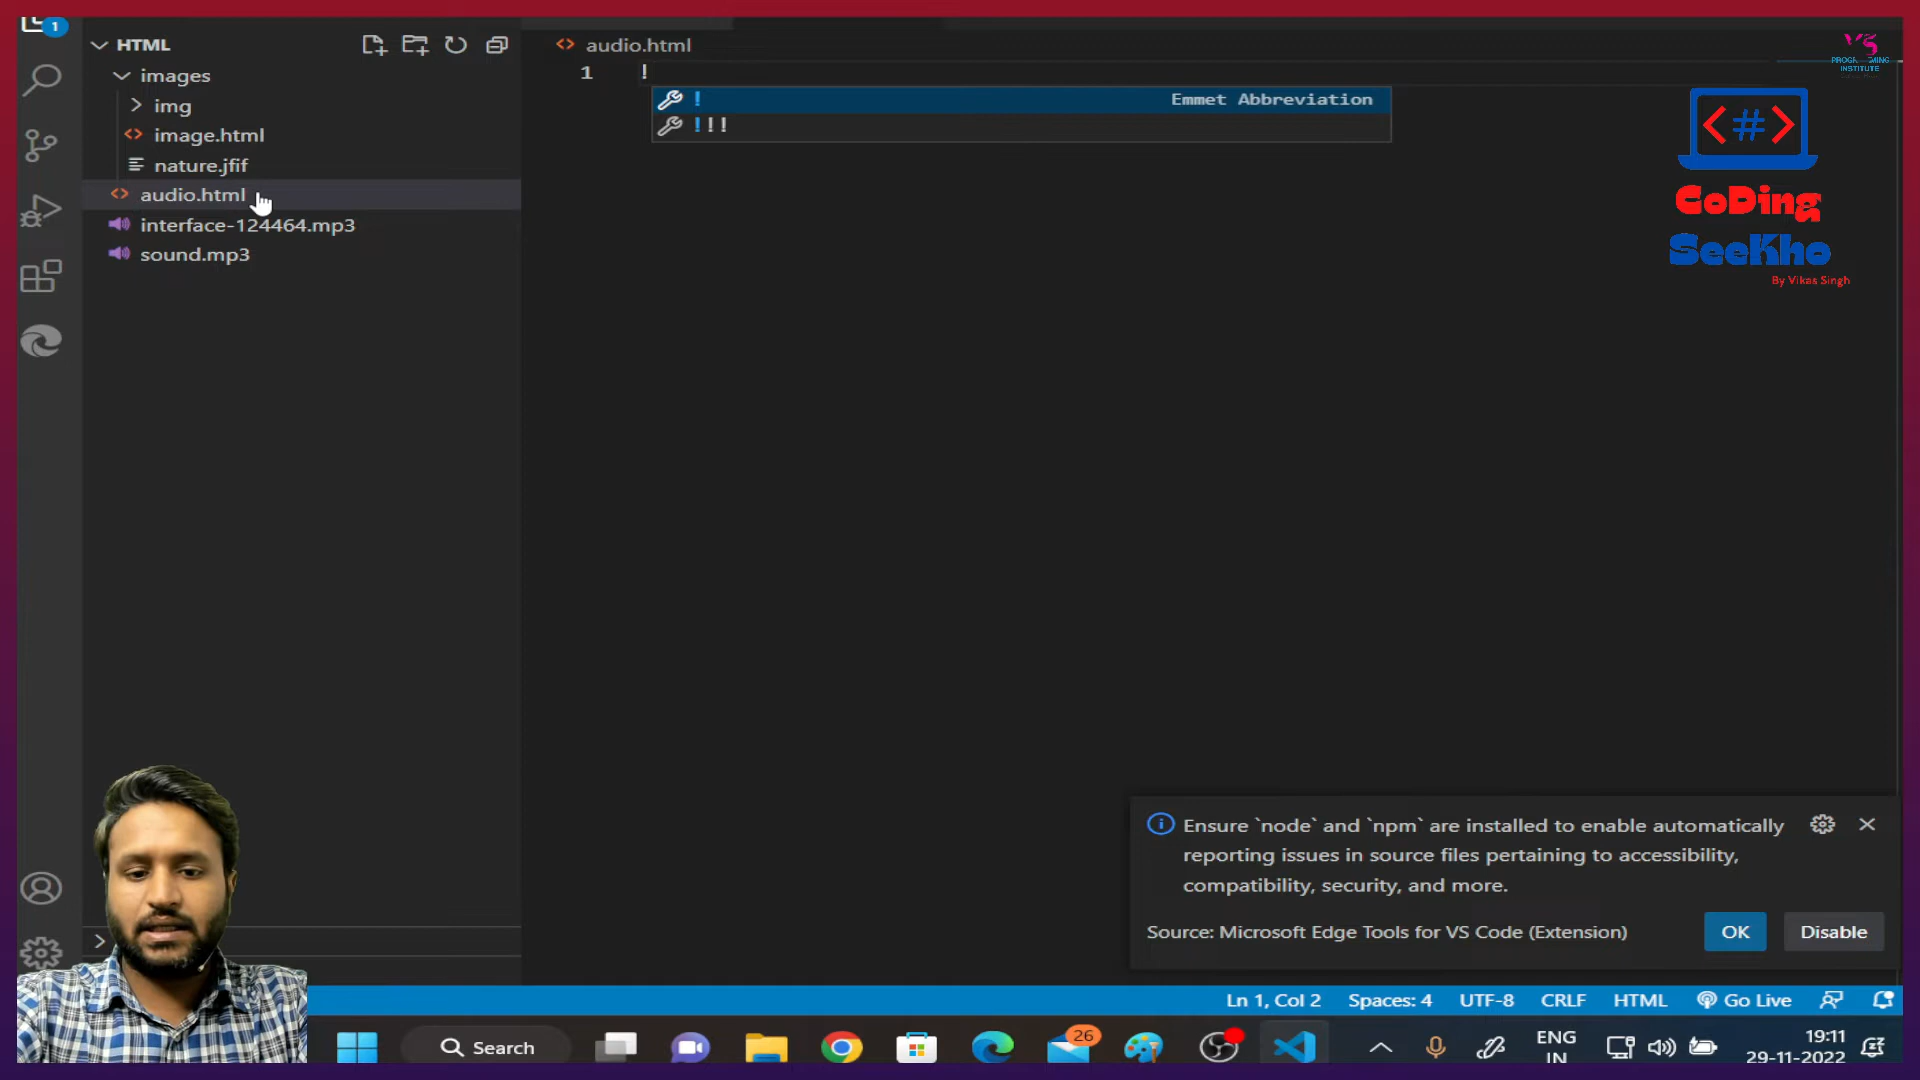 1
HTML
images
img
image.html
nature.jfif
audio.html
interface-124464.mp3
sound.mp3
audio.html
1
!
! Emmet Abbreviation
!!!
VS
INSTITUTE
<#>
CoDing
SeeKho
By Vikas Singh
Ensure `node` and `npm` are installed to enable automatically
reporting issues in source files pertaining to accessibility,
compatibility, security, and more.
Source: Microsoft Edge Tools for VS Code (Extension)
OK
Disable
Ln 1, Col 2
Spaces: 4
UTF-8
CRLF
HTML
Go Live
Search
26
ENG
IN
19:11
29-11-2022